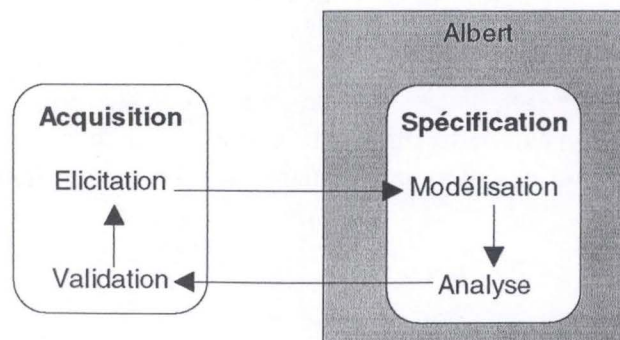 Albert
Acquisition
Spécification
Elicitation
Modélisation
Validation
Analyse